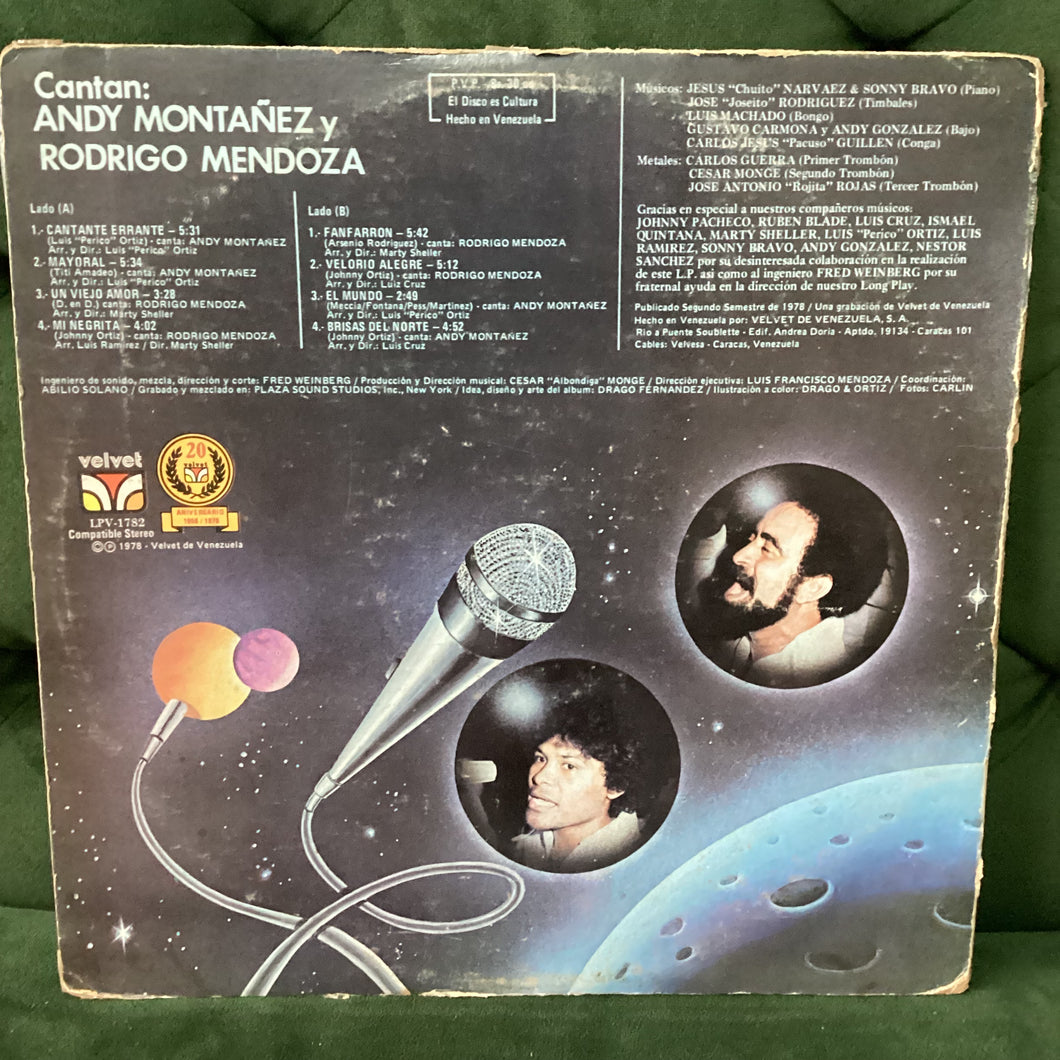 Cantan:
ANDY MONTAÑEZ y
RODRIGO MENDOZA
P.V.P. Bs. 30,oo
El Disco es Cultura
Hecho en Venezuela
Lado (A)
1.- CANTANTE ERRANTE – 5:31
(Luis "Perico" Ortiz) - canta: ANDY MONTAÑEZ
Arr. y Dir.: Luis "Perico" Ortiz
2.- MAYORAL – 5:34
(Titi Amadeo) - canta: ANDY MONTAÑEZ
Arr. y Dir.: Luis "Perico" Ortiz
3.- UN VIEJO AMOR – 3:28
(D. en D.) canta: RODRIGO MENDOZA
Arr. y Dir.: Marty Sheller
4.- MI NEGRITA – 4:02
(Johnny Ortiz) - canta: RODRIGO MENDOZA
Arr. Luis Ramirez / Dir. Marty Sheller
Lado (B)
1.- FANFARRON – 5:42
(Arsenio Rodriguez) - canta: RODRIGO MENDOZA
Arr. y Dir.: Marty Sheller
2.- VELORIO ALEGRE – 5:12
(Johnny Ortiz) - canta: RODRIGO MENDOZA
Arr. y Dir.: Luiz Cruz
3.- EL MUNDO – 2:49
(Meccia/Fontana/Pess/Martinez) - canta: ANDY MONTAÑEZ
Arr. y Dir.: Luis "Perico" Ortiz
4.- BRISAS DEL NORTE – 4:52
(Johnny Ortiz) - canta: ANDY MONTAÑEZ
Arr. y Dir.: Luis Cruz
Músicos: JESUS "Chuito" NARVAEZ & SONNY BRAVO (Piano)
JOSE "Joseito" RODRIGUEZ (Timbales)
LUIS MACHADO (Bongo)
GUSTAVO CARMONA y ANDY GONZALEZ (Bajo)
CARLOS JESUS "Pacuso" GUILLEN (Conga)
Metales: CARLOS GUERRA (Primer Trombón)
CESAR MONGE (Segundo Trombón)
JOSE ANTONIO "Rojita" ROJAS (Tercer Trombón)
Gracias en especial a nuestros compañeros músicos:
JOHNNY PACHECO, RUBEN BLADE, LUIS CRUZ, ISMAEL
QUINTANA, MARTY SHELLER, LUIS "Perico" ORTIZ, LUIS
RAMIREZ, SONNY BRAVO, ANDY GONZALEZ, NESTOR
SANCHEZ por su desinteresada colaboración en la realización
de este L.P. asi como al ingeniero FRED WEINBERG por su
fraternal ayuda en la dirección de nuestro Long Play.
Publicado Segundo Semestre de 1978 / Una grabación de Velvet de Venezuela
Hecho en Venezuela por: VELVET DE VENEZUELA, S. A.
Rio a Puente Soublette - Edif. Andrea Doria - Aptdo. 19134 - Caracas 101
Cables: Velvesa - Caracas, Venezuela
Ingeniero de sonido, mezcla, dirección y corte: FRED WEINBERG / Producción y Dirección musical: CESAR "Albondiga" MONGE / Dirección ejecutiva: LUIS FRANCISCO MENDOZA / Coordinación:
ABILIO SOLANO / Grabado y mezclado en: PLAZA SOUND STUDIOS, Inc., New York / Idea, diseño y arte del album: DRAGO FERNANDEZ / Ilustración a color: DRAGO & ORTIZ / Fotos: CARLIN
velvet
LPV-1782
Compatible Stereo
©℗ 1978 - Velvet de Venezuela
20
velvet
ANIVERSARIO
1958 / 1978